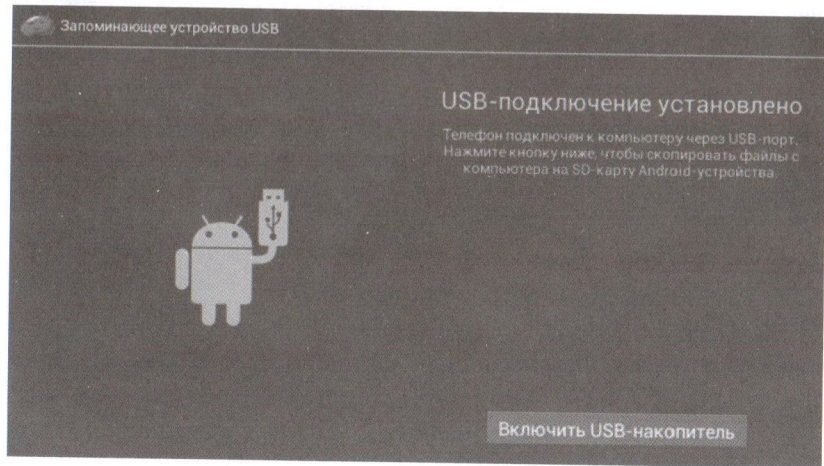 Запоминающее устройство USB
USB-подключение установлено
Телефон подключен к компьютеру через USB-порт.
Нажмите кнопку ниже, чтобы скопировать файлы с
компьютера на SD-карту Android-устройства.
Включить USB-накопитель